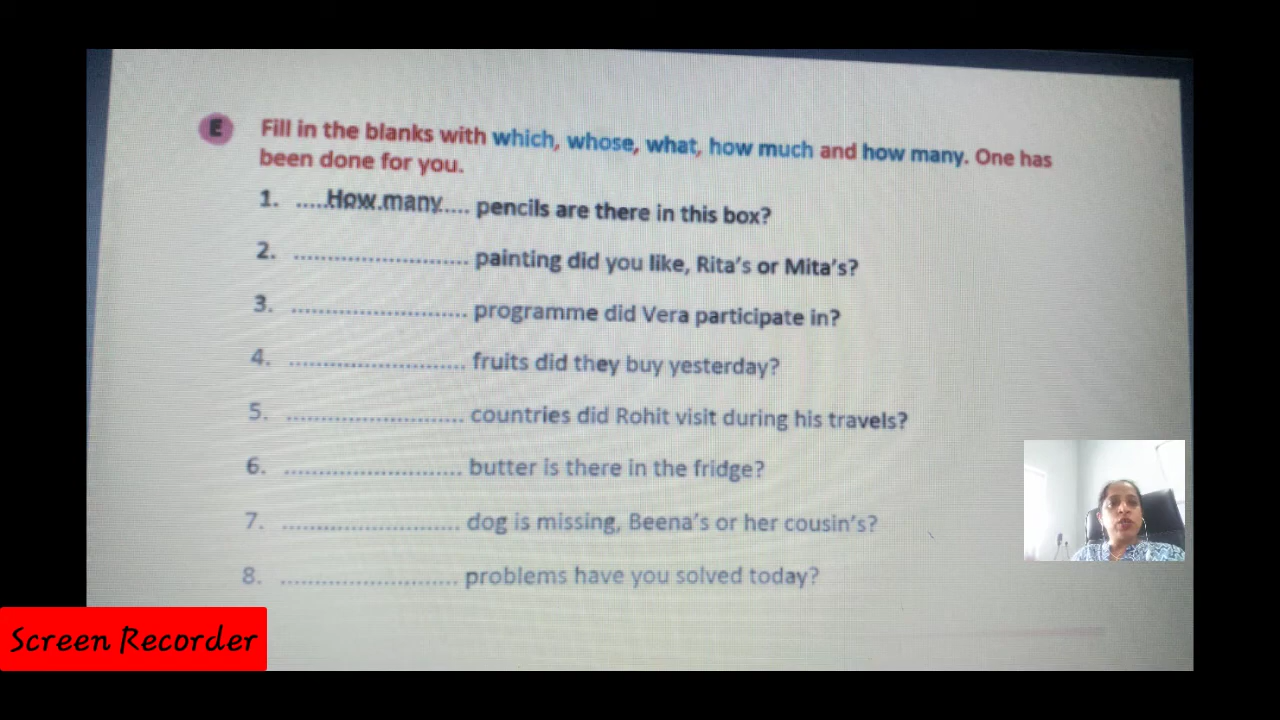 E Fill in the blanks with which, whose, what, how much and how many. One has
been done for you.
1. .....How many..... pencils are there in this box?
2. .......................... painting did you like, Rita's or Mita's?
3. .......................... programme did Vera participate in?
4. .......................... fruits did they buy yesterday?
5. .......................... countries did Rohit visit during his travels?
6. .......................... butter is there in the fridge?
7. .......................... dog is missing, Beena's or her cousin's?
8. .......................... problems have you solved today?
Screen Recorder